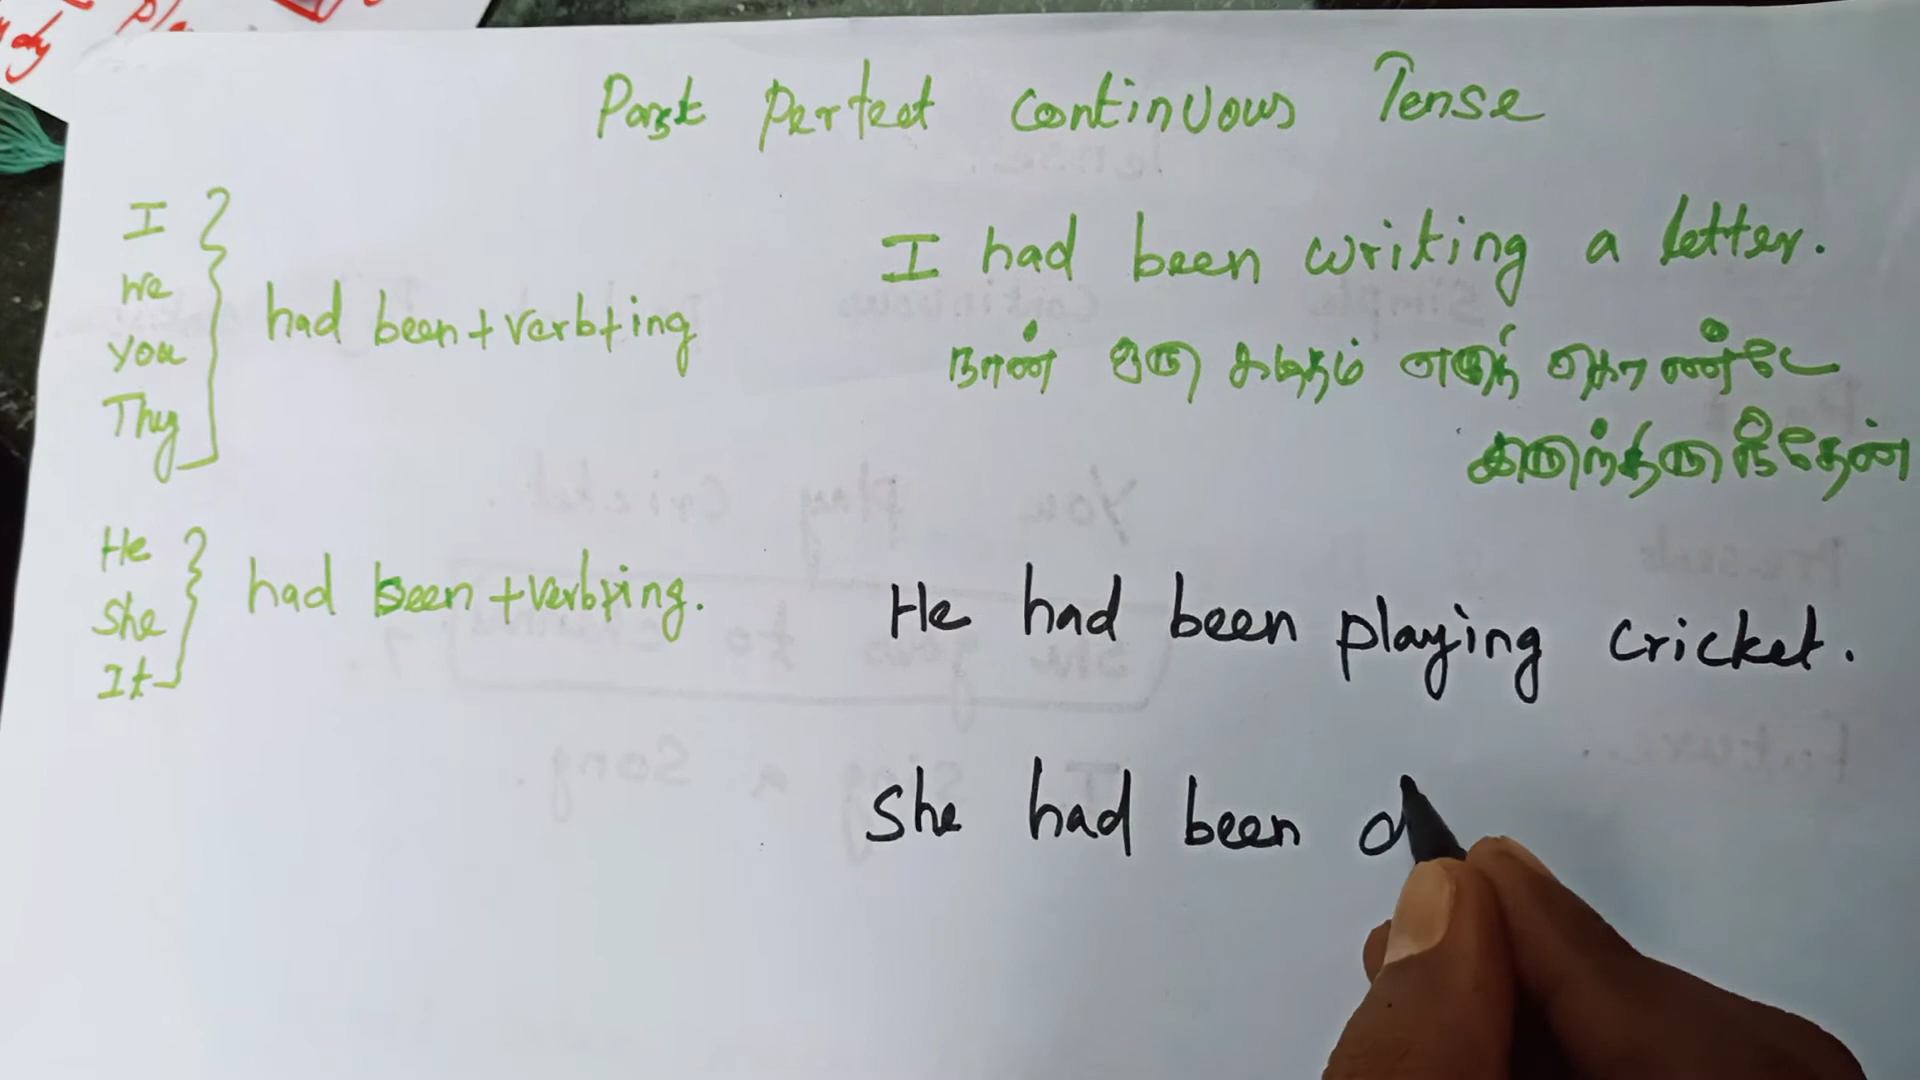 Past Perfect Continuous Tense
I
We
You
They
had been + verb + ing
I had been writing a letter.
நான் ஒரு கடிதம் எழுதி கொண்டே
He
She
It
had been + verb + ing.
He had been playing cricket.
She had been d